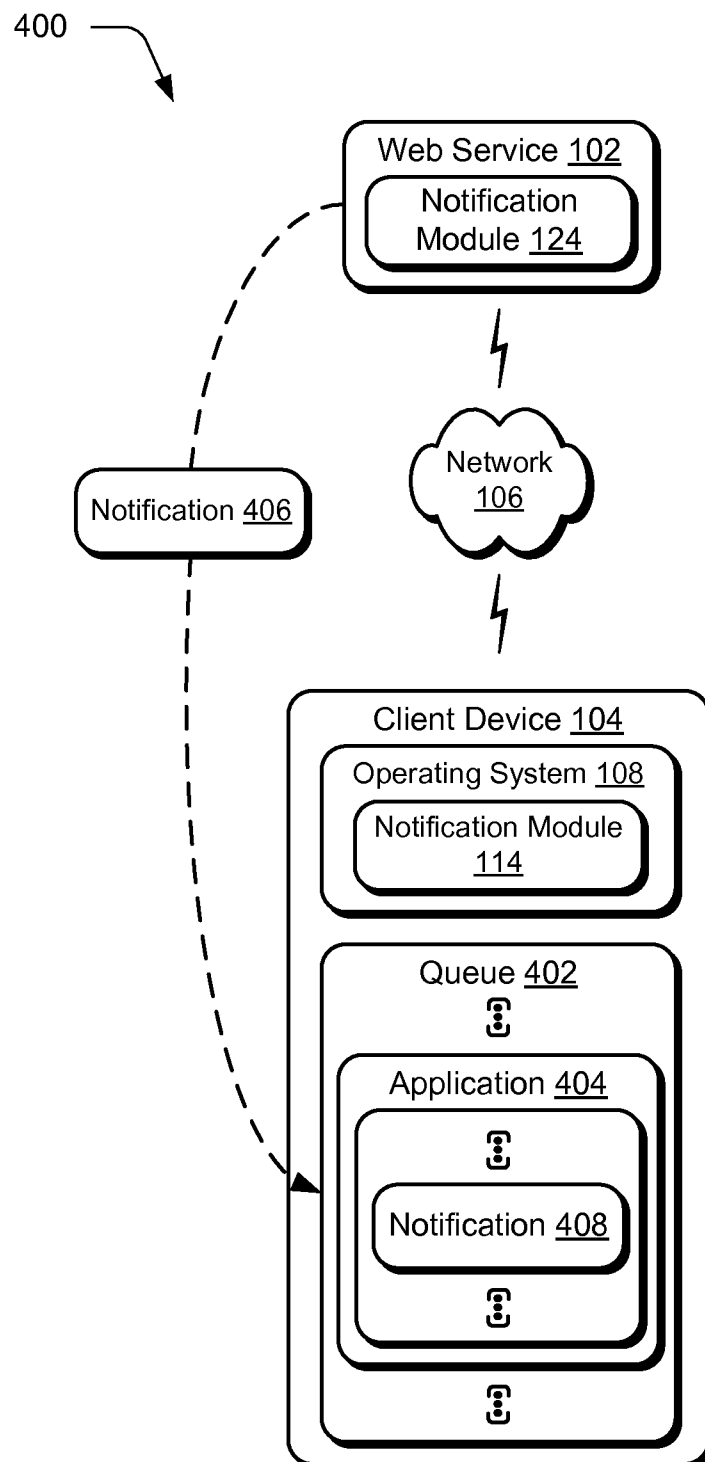 400
Web Service 102
Notification
Module 124
Network
106
Notification 406
Client Device 104
Operating System 108
Notification Module
114
Queue 402
Application 404
Notification 408